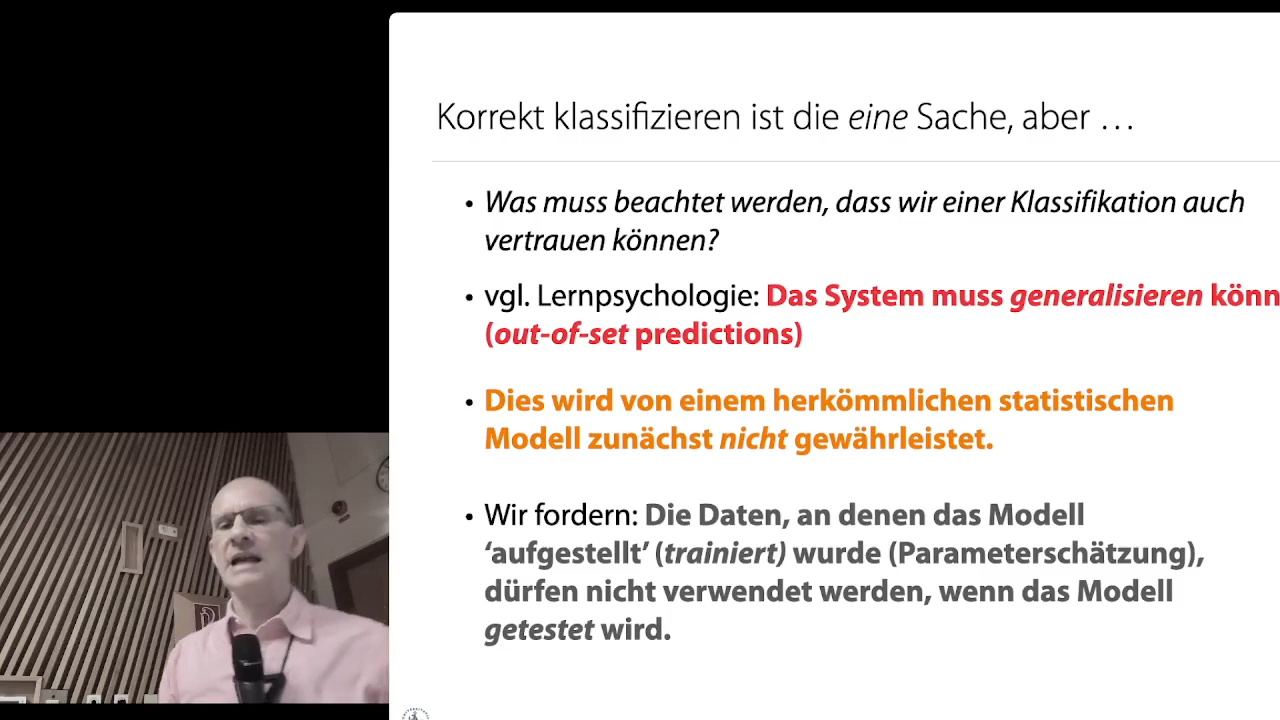 Korrekt klassifizieren ist die eine Sache, aber …
• Was muss beachtet werden, dass wir einer Klassifikation auch
vertrauen können?
• vgl. Lernpsychologie: Das System muss generalisieren könn
(out-of-set predictions)
• Dies wird von einem herkömmlichen statistischen
Modell zunächst nicht gewährleistet.
• Wir fordern: Die Daten, an denen das Modell
‘aufgestellt’ (trainiert) wurde (Parameterschätzung),
dürfen nicht verwendet werden, wenn das Modell
getestet wird.